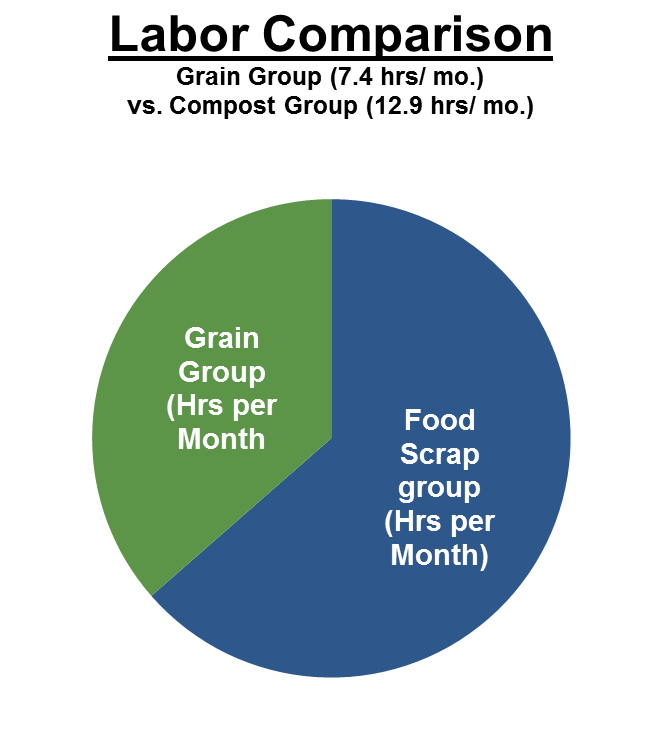 Labor Comparison
Grain Group (7.4 hrs/ mo.)
vs. Compost Group (12.9 hrs/ mo.)
Grain
Group
(Hrs per
Month
Food
Scrap
group
(Hrs per
Month)